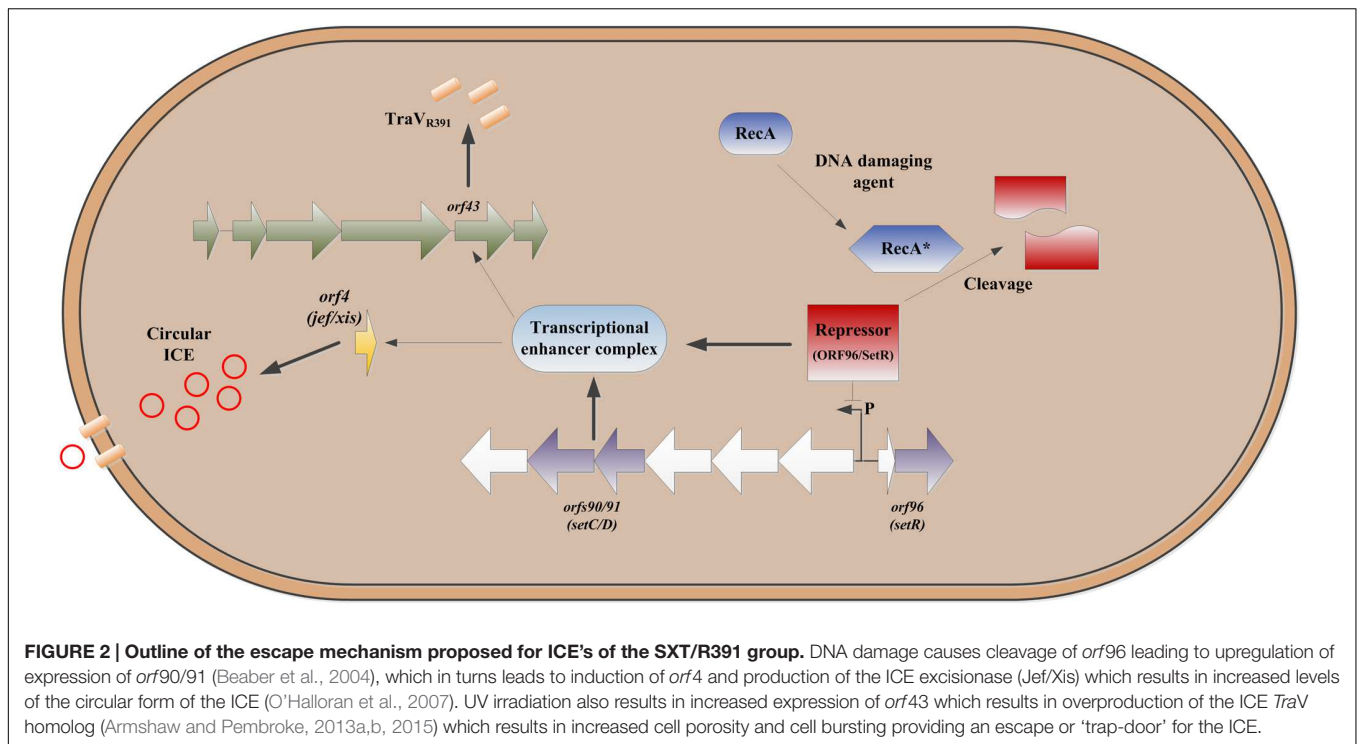 TraV_R391
orf43
RecA
DNA damaging
agent
RecA*
Cleavage
orf4
(jef/xis)
Circular
ICE
Transcriptional
enhancer complex
Repressor
(ORF96/SetR)
P
orfs90/91
(setC/D)
orf96
(setR)
FIGURE 2 | Outline of the escape mechanism proposed for ICE's of the SXT/R391 group. DNA damage causes cleavage of orf96 leading to upregulation of
expression of orf90/91 (Beaber et al., 2004), which in turns leads to induction of orf4 and production of the ICE excisionase (Jef/Xis) which results in increased levels
of the circular form of the ICE (O'Halloran et al., 2007). UV irradiation also results in increased expression of orf43 which results in overproduction of the ICE TraV
homolog (Armshaw and Pembroke, 2013a,b, 2015) which results in increased cell porosity and cell bursting providing an escape or 'trap-door' for the ICE.